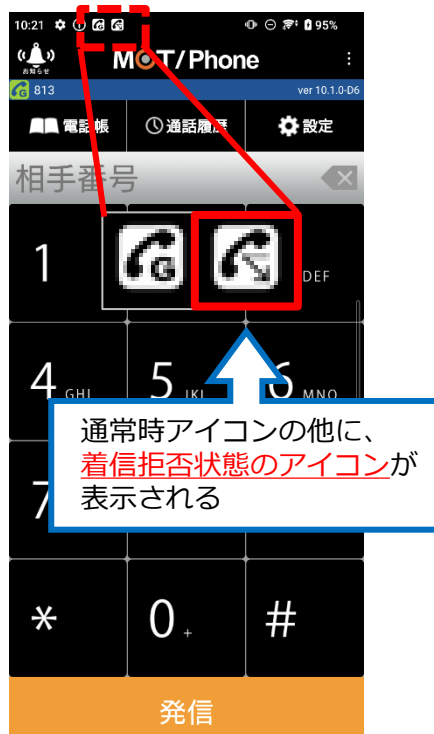 10:21 95%
お知らせ MOT/Phone
813 ver 10.1.0-D6
電話帳 通話履歴 設定
相手番号
1 G DEF
4 GHI 5 JKL 6 MNO
通常時アイコンの他に、
着信拒否状態のアイコンが
表示される
7
* 0 + #
発信